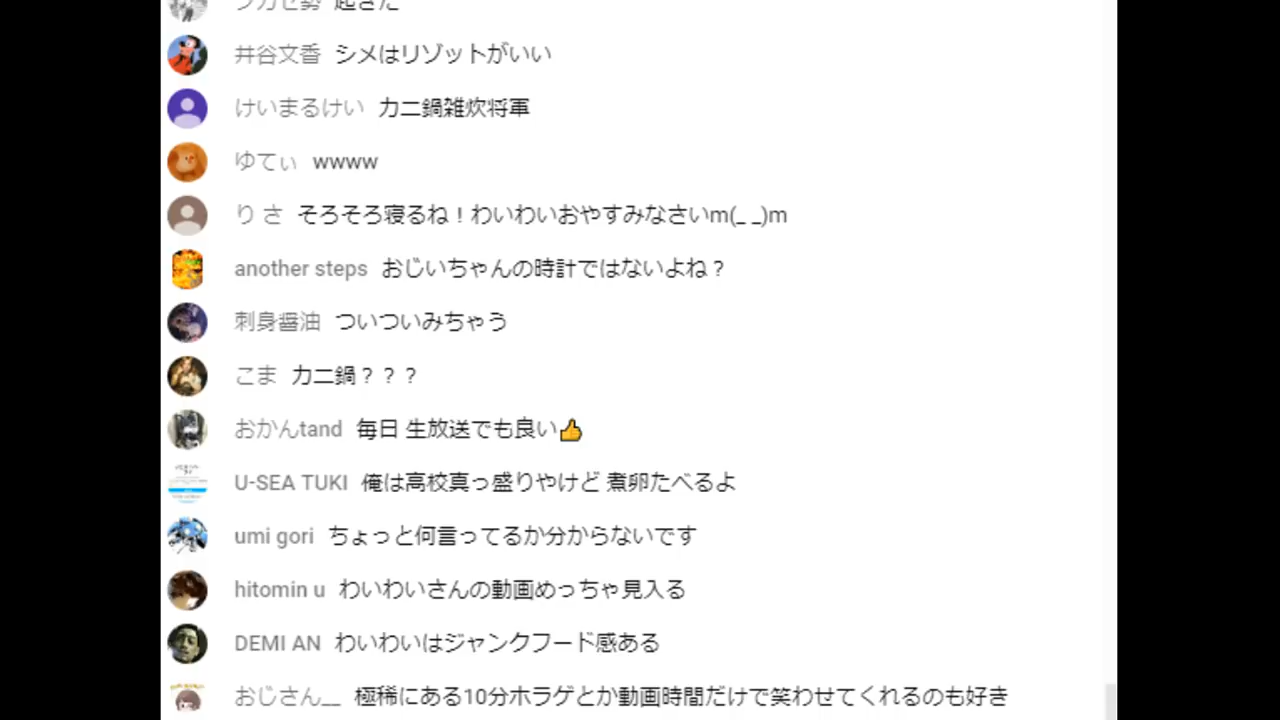 起きた
井谷文香 シメはリゾットがいい
けいまるけい カニ鍋雑炊将軍
ゆてぃ wwww
り さ そろそろ寝るね！わいわいおやすみなさいm(_ _)m
another steps おじいちゃんの時計ではないよね？
刺身醤油 ついついみちゃう
こま カニ鍋？？？
おかんtand 毎日 生放送でも良い👍
U-SEA TUKI 俺は高校真っ盛りやけど 煮卵たべるよ
umi gori ちょっと何言ってるか分からないです
hitomin u わいわいさんの動画めっちゃ見入る
DEMI AN わいわいはジャンクフード感ある
おじさん__ 極稀にある10分ホラゲとか動画時間だけで笑わせてくれるのも好き